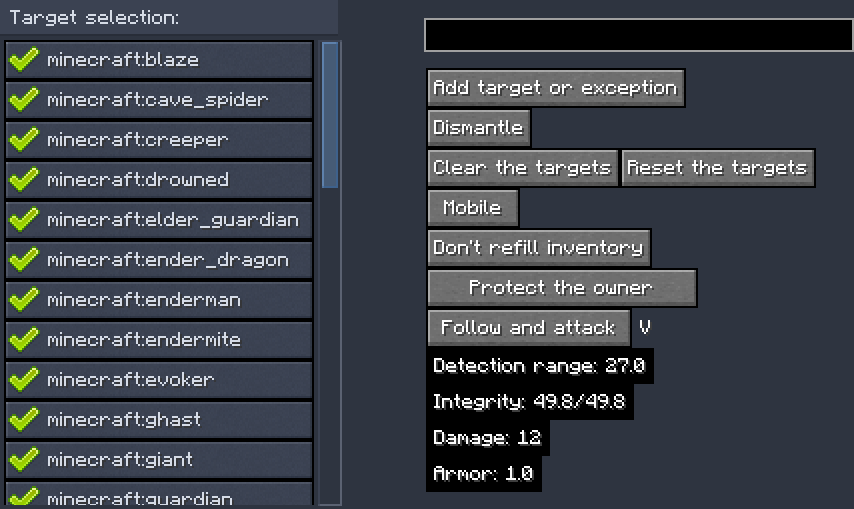 Target selection:
minecraft:blaze
minecraft:cave_spider
minecraft:creeper
minecraft:drowned
minecraft:elder_guardian
minecraft:ender_dragon
minecraft:enderman
minecraft:endermite
minecraft:evoker
minecraft:ghast
minecraft:giant
minecraft:guardian
Add target or exception
Dismantle
Clear the targets Reset the targets
Mobile
Don't refill inventory
Protect the owner
Follow and attack V
Detection range: 27.0
Integrity: 49.8/49.8
Damage: 12
Armor: 1.0